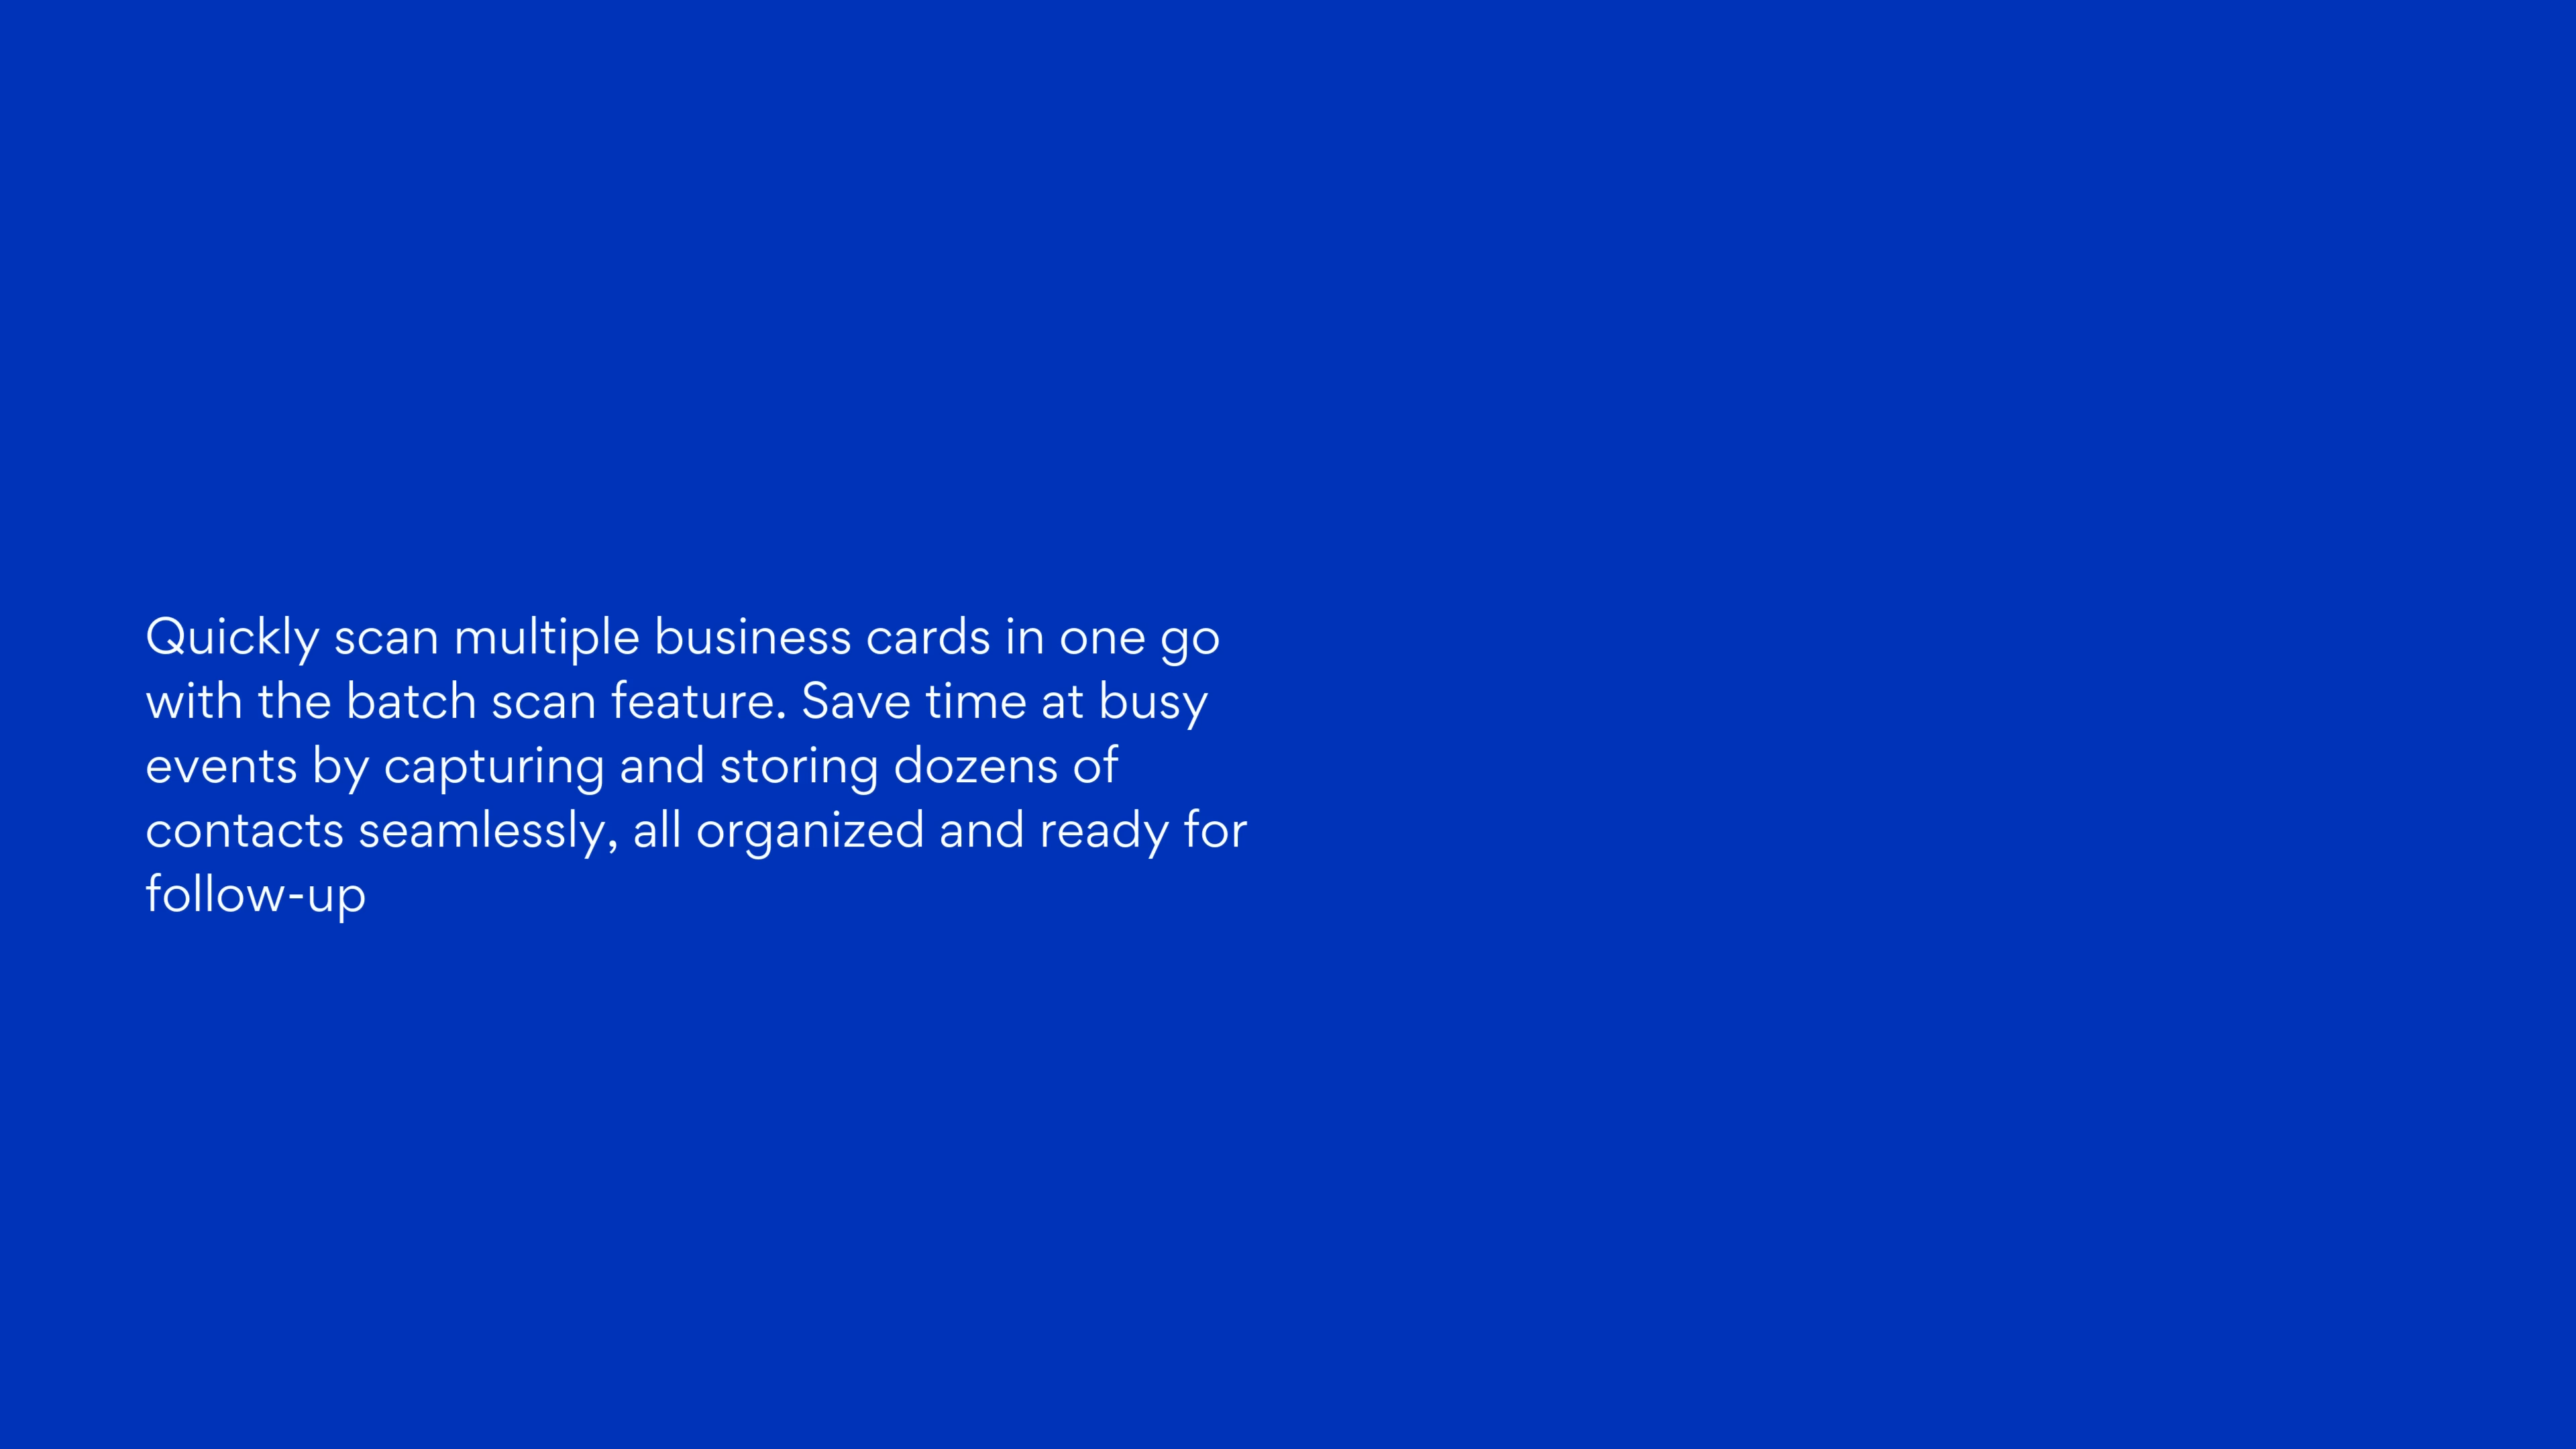 Quickly scan multiple business cards in one go
with the batch scan feature. Save time at busy
events by capturing and storing dozens of
contacts seamlessly, all organized and ready for
follow-up